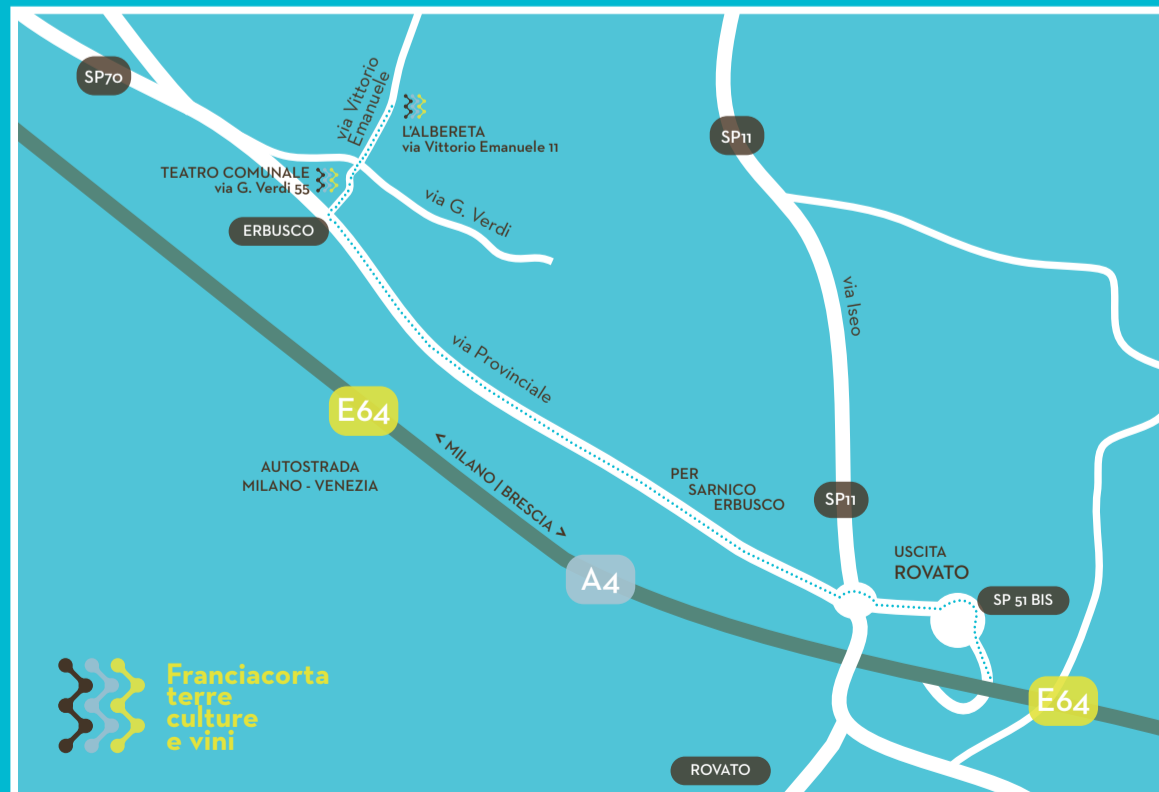 SP70
via Vittorio
Emanuele
L'ALBERETA
via Vittorio Emanuele 11
SP11
TEATRO COMUNALE
via G. Verdi 55
via G. Verdi
ERBUSCO
via Iseo
via Provinciale
E64
AUTOSTRADA
MILANO - VENEZIA
< MILANO | BRESCIA >
PER
SARNICO
ERBUSCO
SP11
USCITA
ROVATO
A4
SP 51 BIS
Franciacorta
terre
culture
e vini
E64
ROVATO